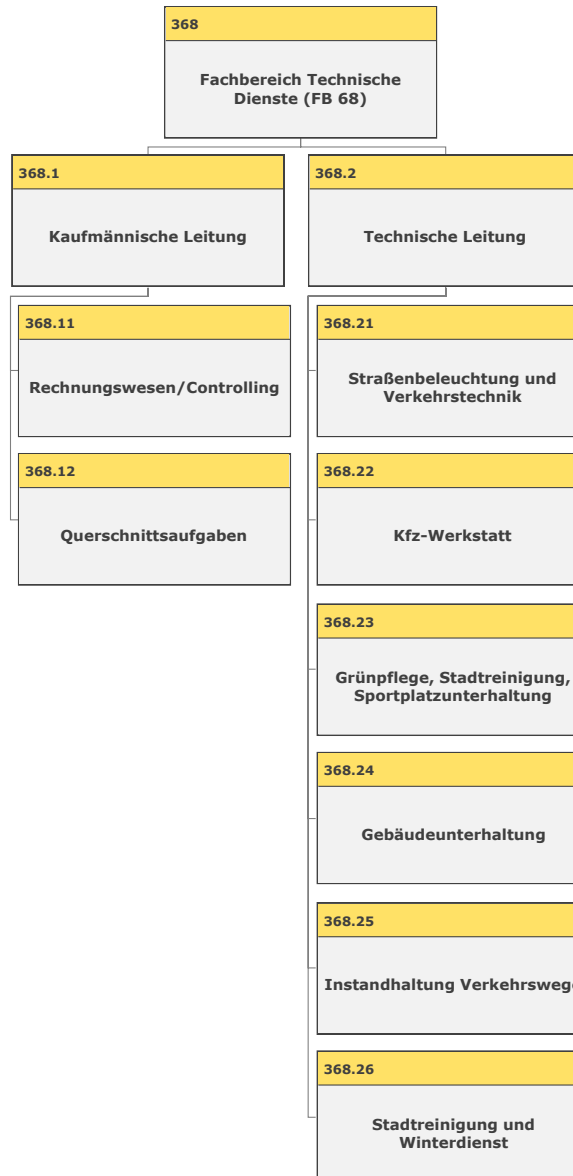 368
Fachbereich Technische
Dienste (FB 68)
368.1
Kaufmännische Leitung
368.2
Technische Leitung
368.11
Rechnungswesen/Controlling
368.12
Querschnittsaufgaben
368.21
Straßenbeleuchtung und
Verkehrstechnik
368.22
Kfz-Werkstatt
368.23
Grünpflege, Stadtreinigung,
Sportplatzunterhaltung
368.24
Gebäudeunterhaltung
368.25
Instandhaltung Verkehrswege
368.26
Stadtreinigung und
Winterdienst